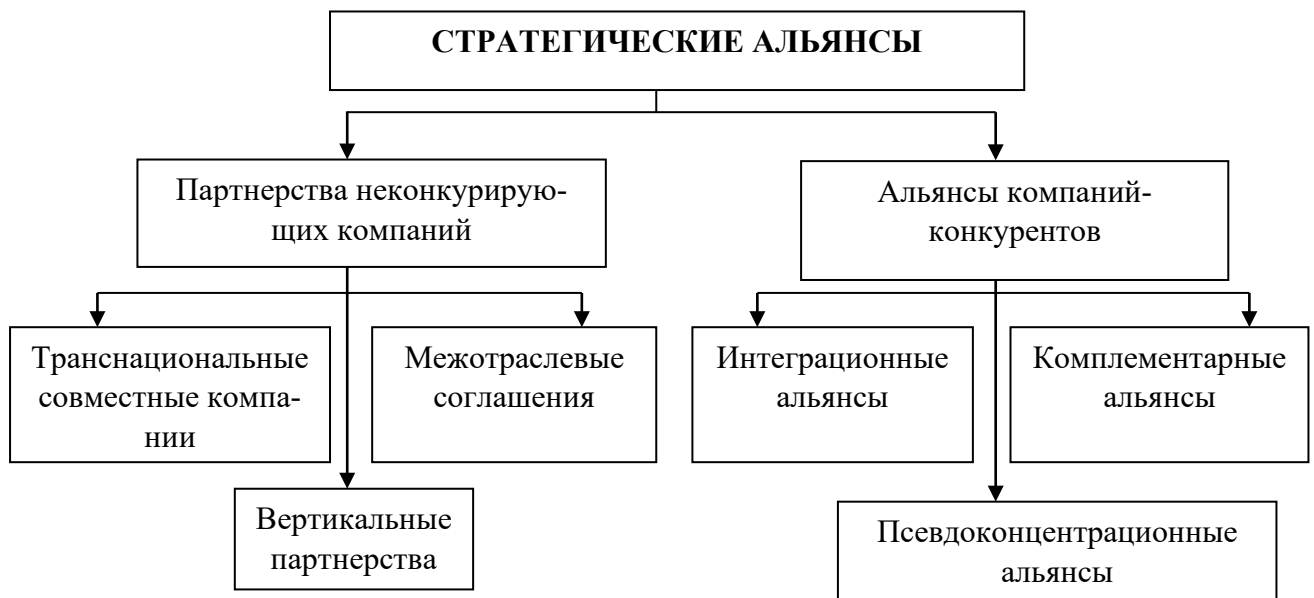 СТРАТЕГИЧЕСКИЕ АЛЬЯНСЫ
Партнерства неконкурирую-
щих компаний
Альянсы компаний-
конкурентов
Транснациональные
совместные компа-
нии
Межотраслевые
соглашения
Интеграционные
альянсы
Комплементарные
альянсы
Вертикальные
партнерства
Псевдоконцентрационные
альянсы